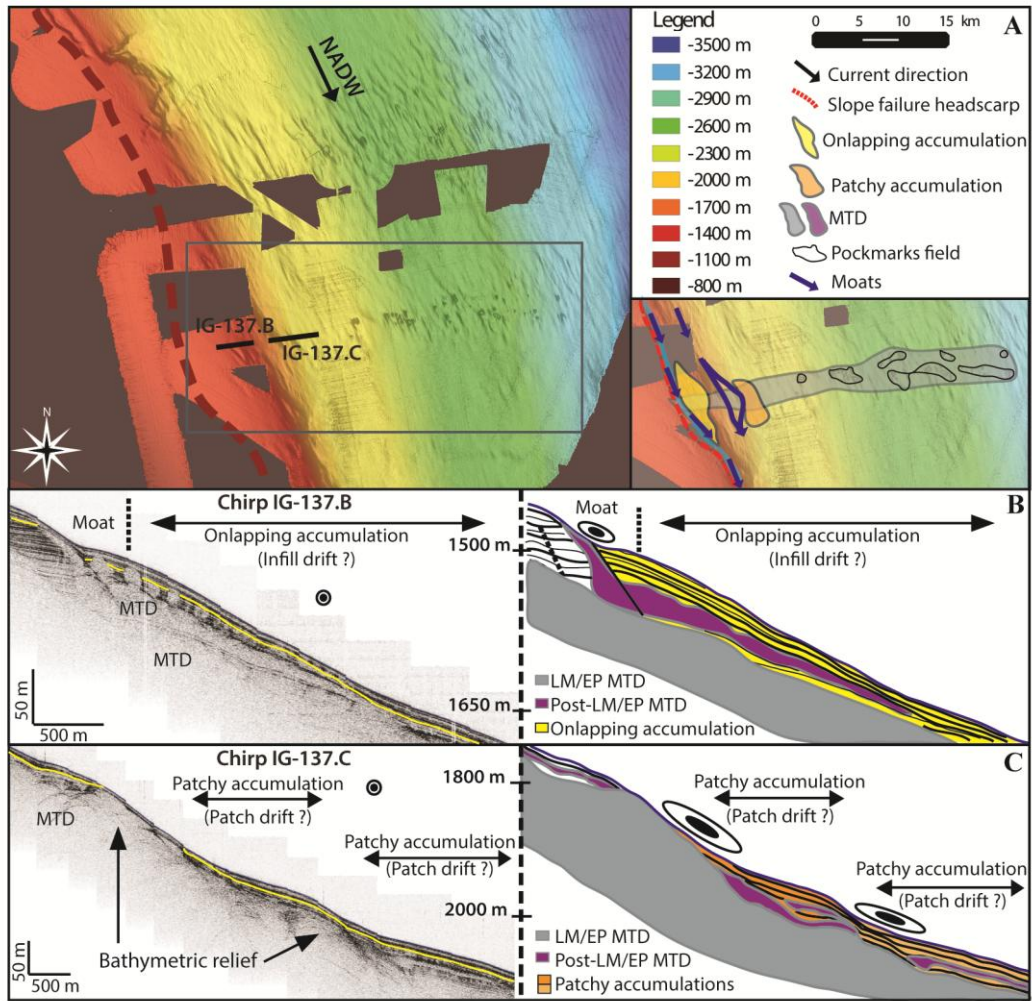 NADW
IG-137.B
IG-137.C
N
Legend
-3500 m
-3200 m
-2900 m
-2600 m
-2300 m
-2000 m
-1700 m
-1400 m
-1100 m
-800 m
0 5 10 15 km
A
Current direction
Slope failure headscarp
Onlapping accumulation
Patchy accumulation
MTD
Pockmarks field
Moats
Chirp IG-137.B
Moat
Onlapping accumulation
(Infill drift ?)
MTD
MTD
50 m
500 m
B
Moat
1500 m
Onlapping accumulation
(Infill drift ?)
1650 m
LM/EP MTD
Post-LM/EP MTD
Onlapping accumulation
Chirp IG-137.C
Patchy accumulation
(Patch drift ?)
MTD
Patchy accumulation
(Patch drift ?)
Bathymetric relief
50 m
500 m
C
1800 m
Patchy accumulation
(Patch drift ?)
Patchy accumulation
(Patch drift ?)
2000 m
LM/EP MTD
Post-LM/EP MTD
Patchy accumulations